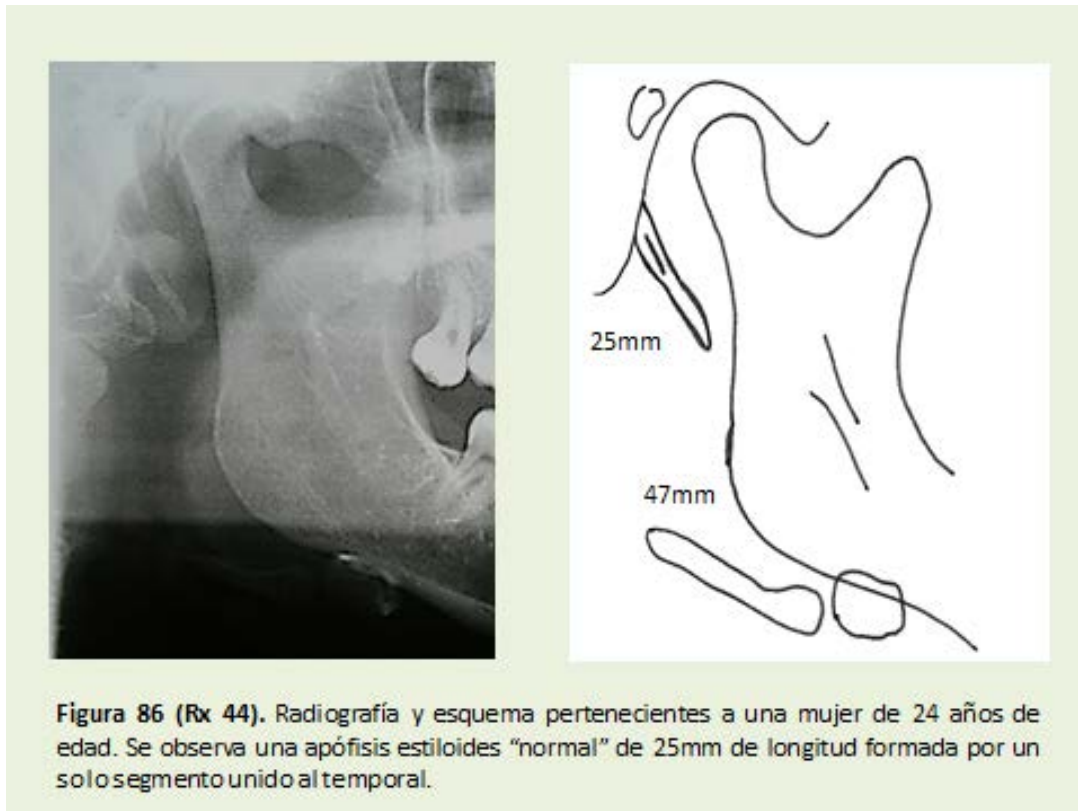 25mm
47mm
Figura 86 (Rx 44). Radiografía y esquema pertenecientes a una mujer de 24 años de
edad. Se observa una apófisis estiloides “normal” de 25mm de longitud formada por un
solo segmento unido al temporal.